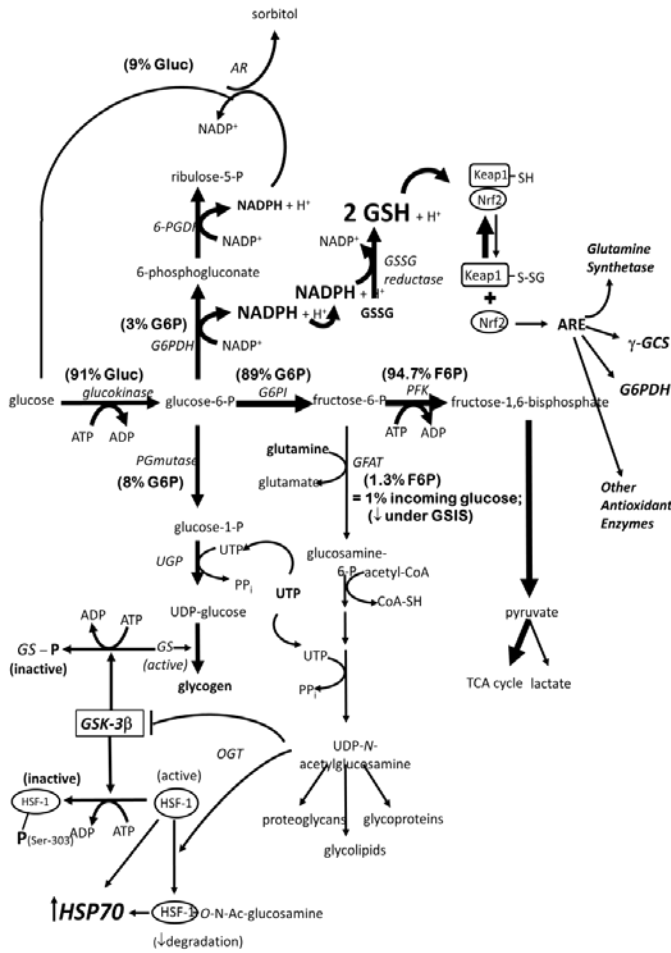 sorbitol
(9% Gluc)
AR
NADP⁺
ribulose-5-P
NADPH + H⁺
6-PGDH
NADP⁺
6-phosphogluconate
NADPH + H⁺
(3% G6P)
G6PDH
NADP⁺
2 GSH + H⁺
NADP⁺
GSSG
reductase
NADPH + H⁺
GSSG
Keap1 -SH
Nrf2
Keap1 -S-SG
+
Nrf2
ARE
Glutamine
Synthetase
γ-GCS
G6PDH
Other
Antioxidant
Enzymes
(91% Gluc)
(89% G6P)
(94.7% F6P)
glucokinase
G6PI
PFK
glucose
glucose-6-P
fructose-6-P
fructose-1,6-bisphosphate
ATP
ADP
ATP
ADP
PGmutase
(8% G6P)
glutamine
GFAT
glutamate
(1.3% F6P)
= 1% incoming glucose;
(↓ under GSIS)
glucose-1-P
UGP
UTP
PPi
UTP
glucosamine-
6-P
acetyl-CoA
CoA-SH
UDP-glucose
UTP
PPi
pyruvate
TCA cycle
lactate
ADP
ATP
GS – P
(inactive)
GS
(active)
glycogen
GSK-3β
OGT
UDP-N-
acetylglucosamine
proteoglycans
glycoproteins
glycolipids
(inactive)
(active)
HSF-1
HSF-1
P(Ser-303)
ADP
ATP
↑HSP70
HSF-1
O-N-Ac-glucosamine
(↓degradation)